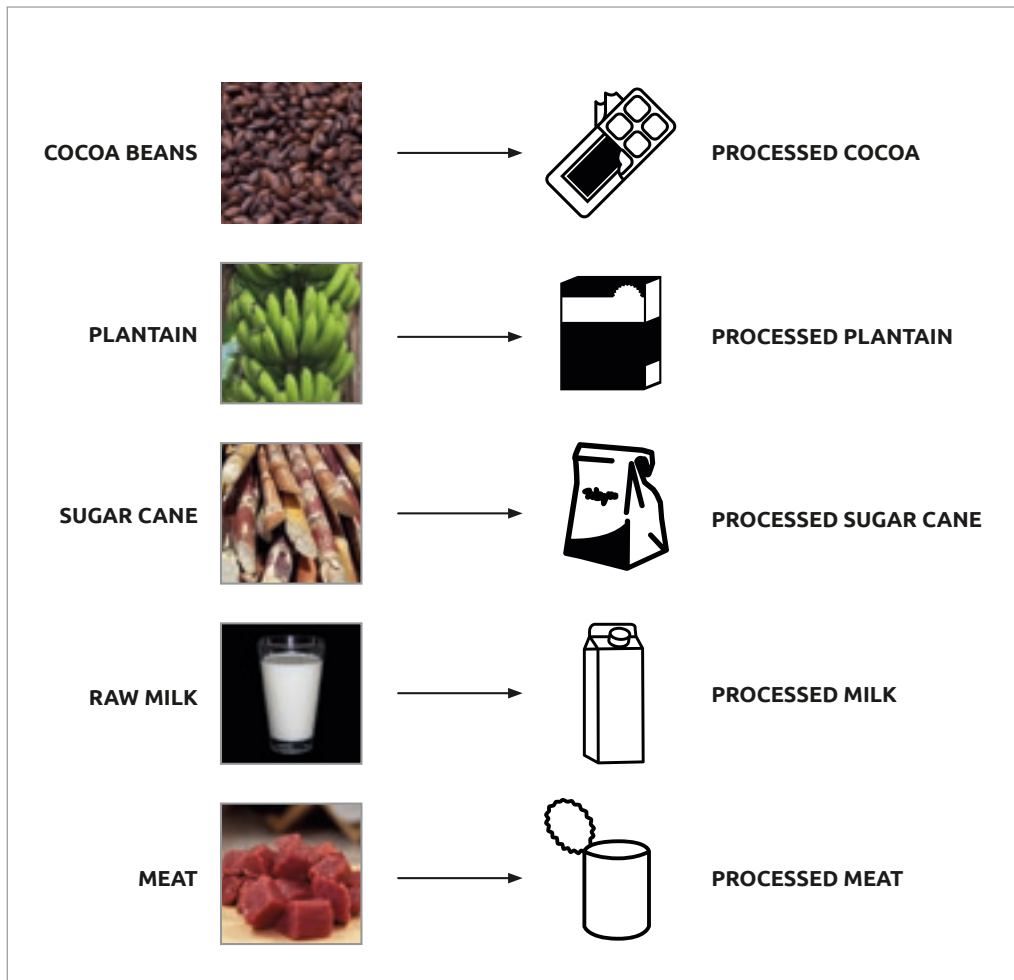 COCOA BEANS
PROCESSED COCOA
PLANTAIN
PROCESSED PLANTAIN
SUGAR CANE
PROCESSED SUGAR CANE
RAW MILK
PROCESSED MILK
MEAT
PROCESSED MEAT